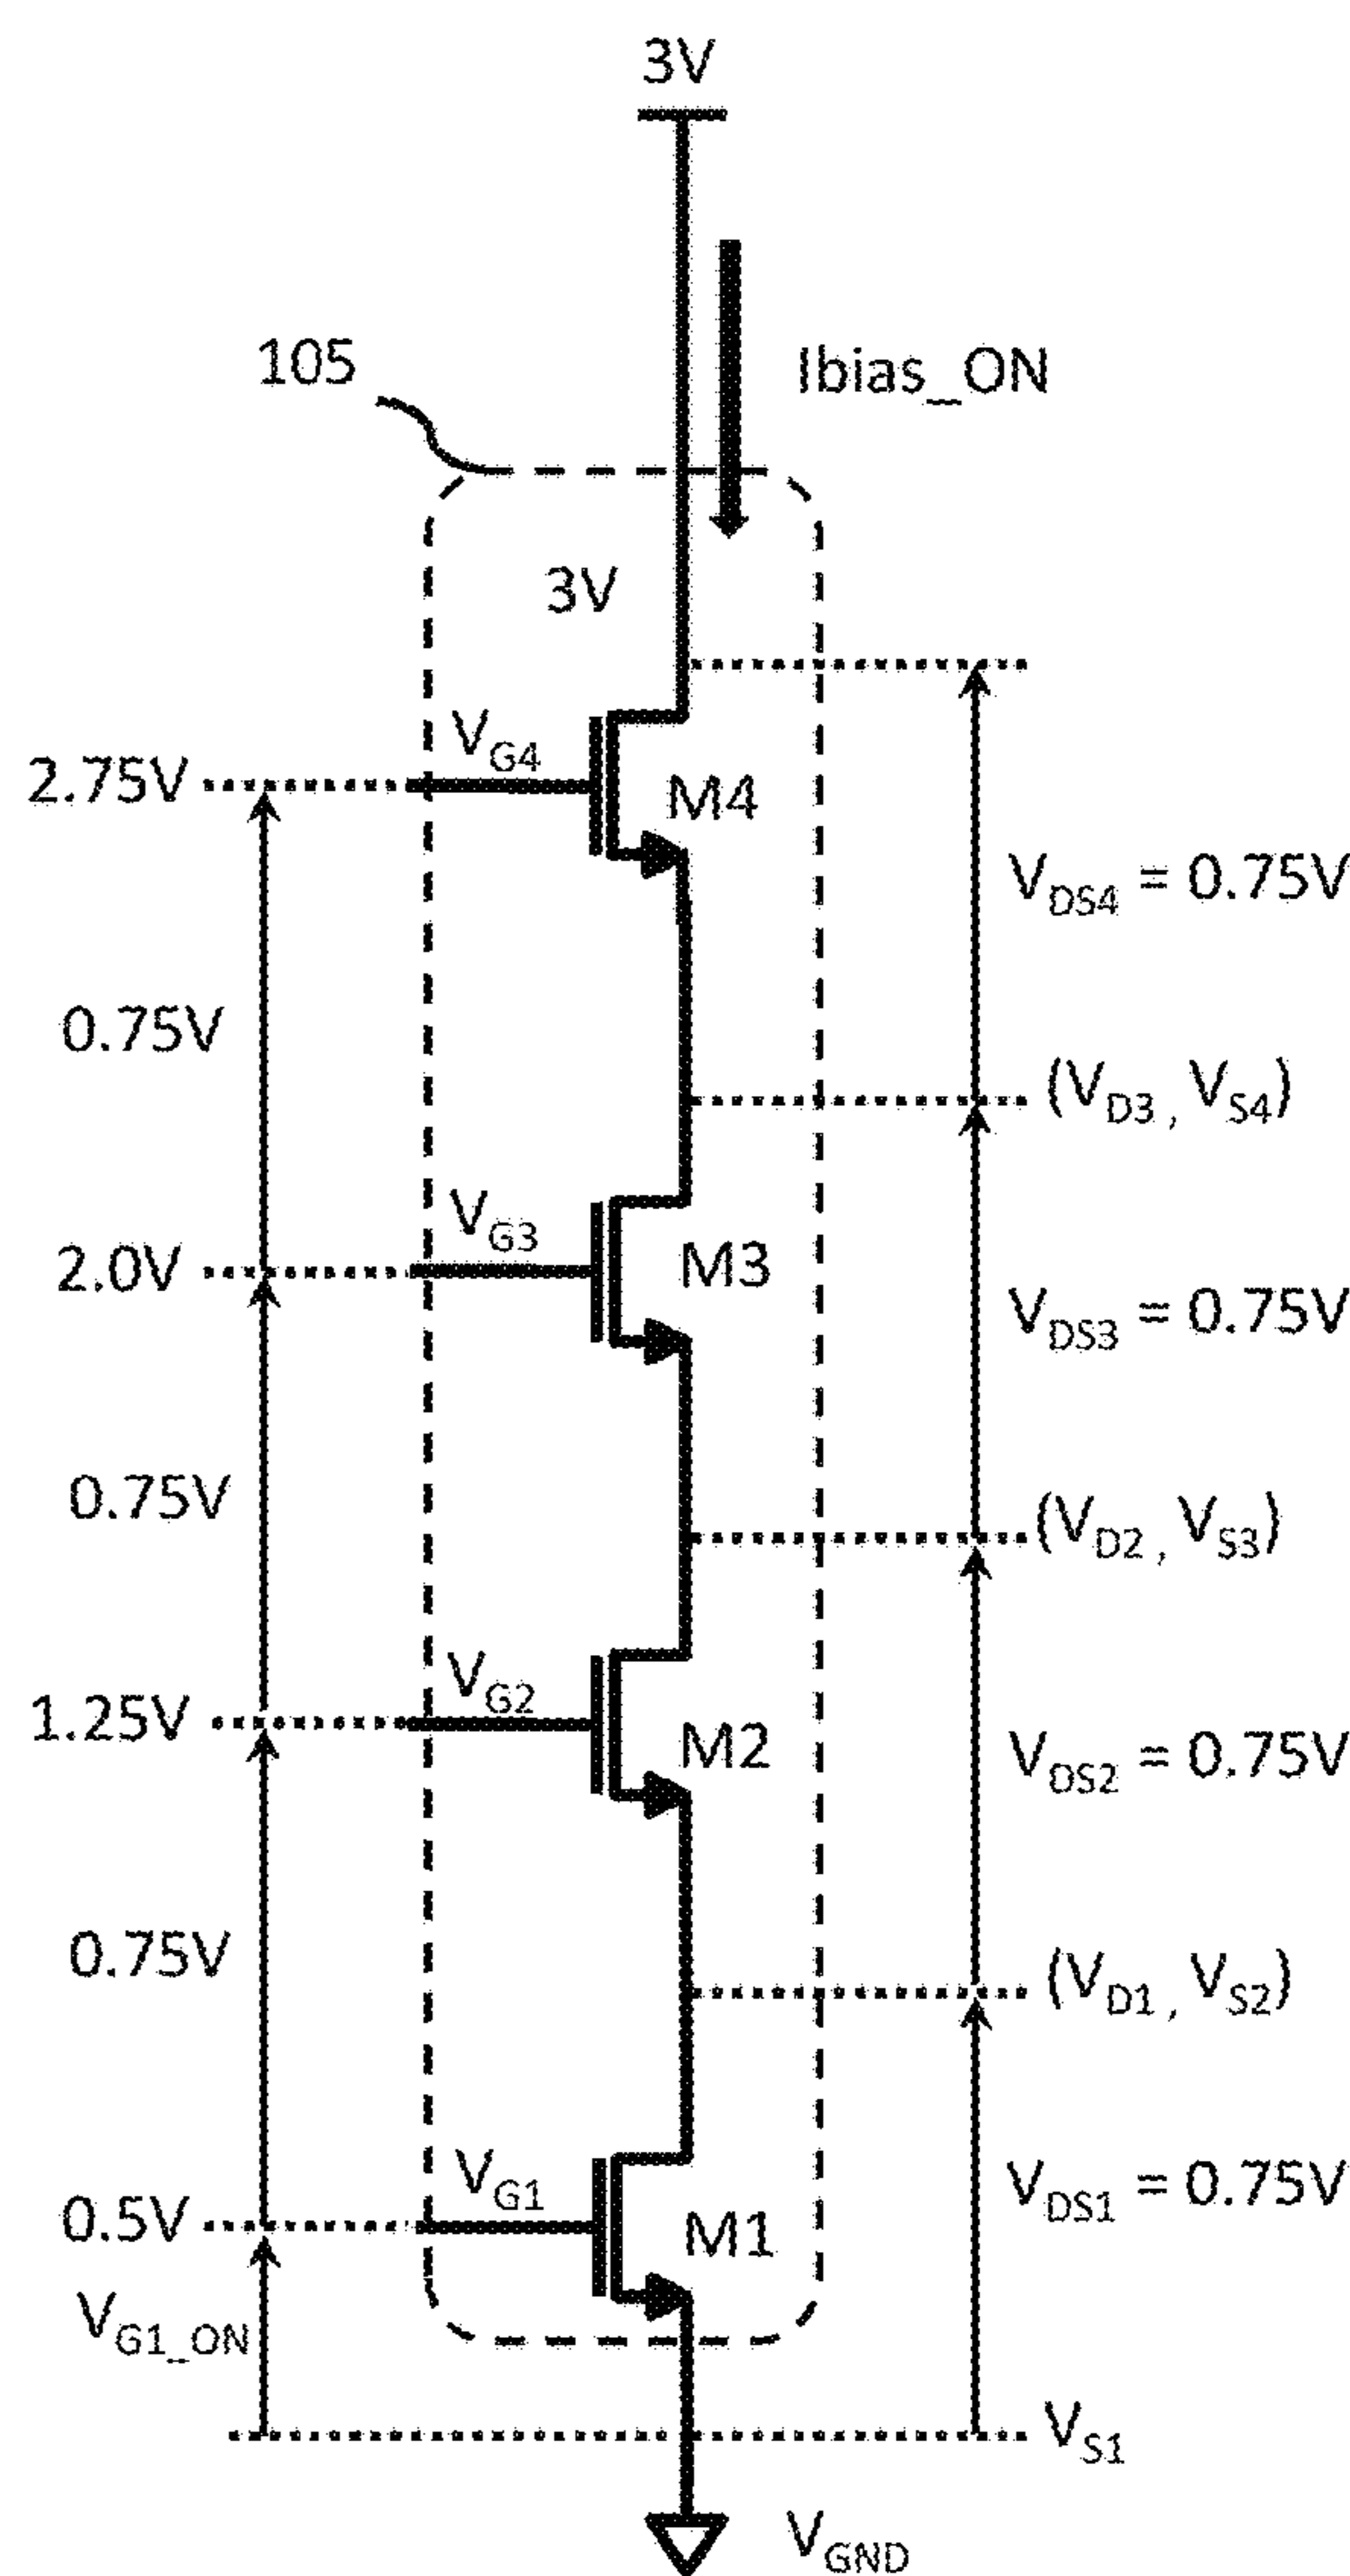 3V
105
Ibias_ON
3V
VG4
2.75V
M4
VDS4 = 0.75V
0.75V
(VD3 , VS4)
VG3
2.0V
M3
VDS3 = 0.75V
0.75V
(VD2 , VS3)
VG2
1.25V
M2
VDS2 = 0.75V
0.75V
(VD1 , VS2)
VG1
0.5V
M1
VDS1 = 0.75V
VG1_ON
VS1
VGND